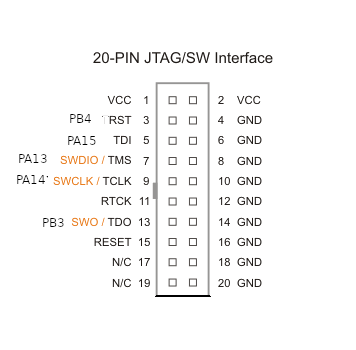 20-PIN JTAG/SW Interface
VCC 1 2 VCC
PB4 RST 3 4 GND
PA15 TDI 5 6 GND
PA13 SWDIO / TMS 7 8 GND
PA14 SWCLK / TCLK 9 10 GND
RTCK 11 12 GND
PB3 SWO / TDO 13 14 GND
RESET 15 16 GND
N/C 17 18 GND
N/C 19 20 GND